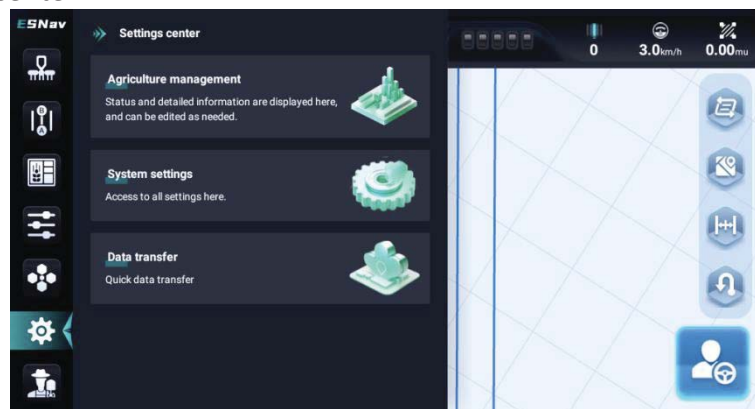 ESNav
Settings center
0
3.0km/h
0.00mu
Agriculture management
Status and detailed information are displayed here,
and can be edited as needed.
System settings
Access to all settings here.
Data transfer
Quick data transfer
B
A